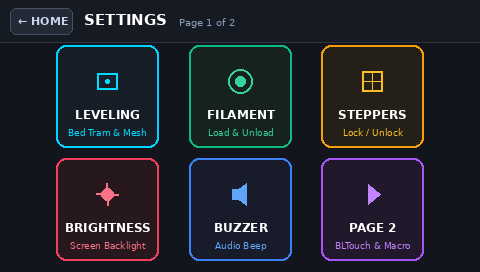 ← HOME SETTINGS Page 1 of 2
LEVELING
Bed Tram & Mesh
FILAMENT
Load & Unload
STEPPERS
Lock / Unlock
BRIGHTNESS
Screen Backlight
BUZZER
Audio Beep
PAGE 2
BLTouch & Macro